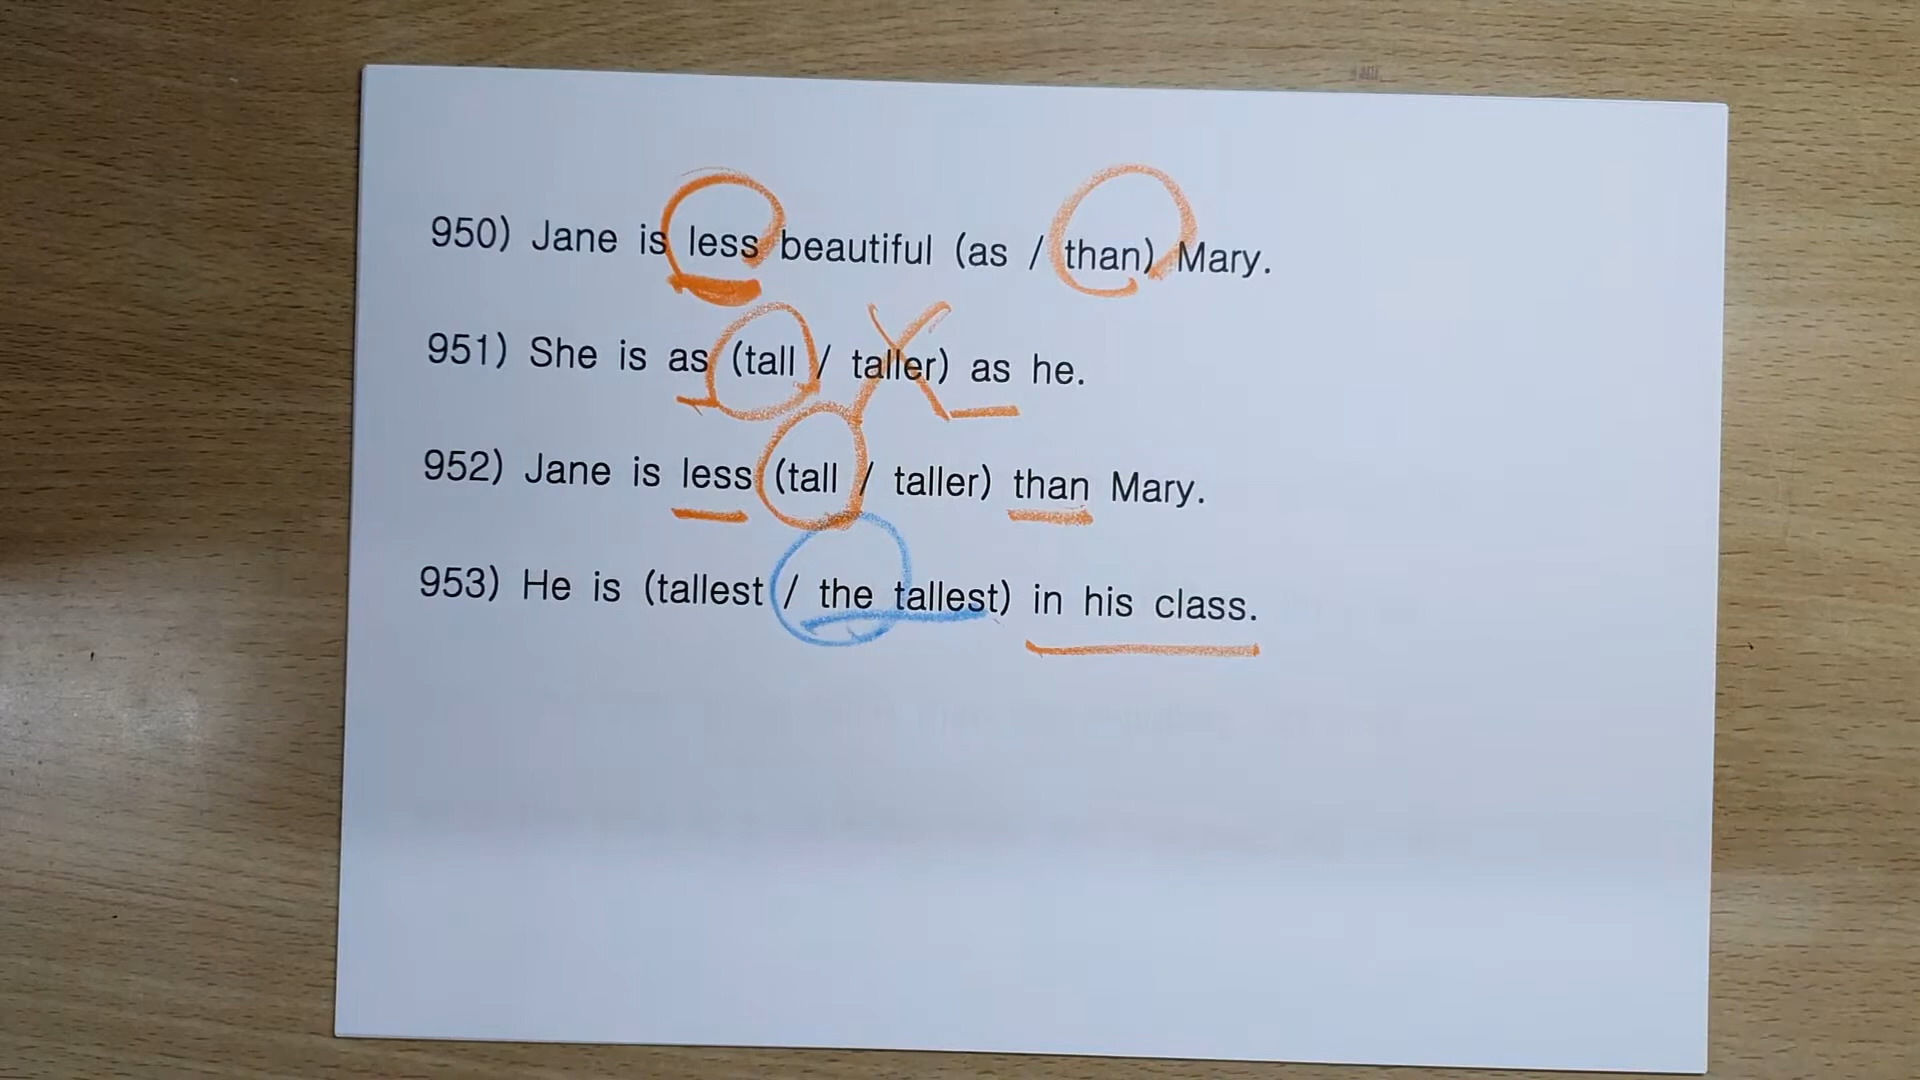 950) Jane is less beautiful (as / than) Mary.
951) She is as (tall / taller) as he.
952) Jane is less (tall / taller) than Mary.
953) He is (tallest / the tallest) in his class.